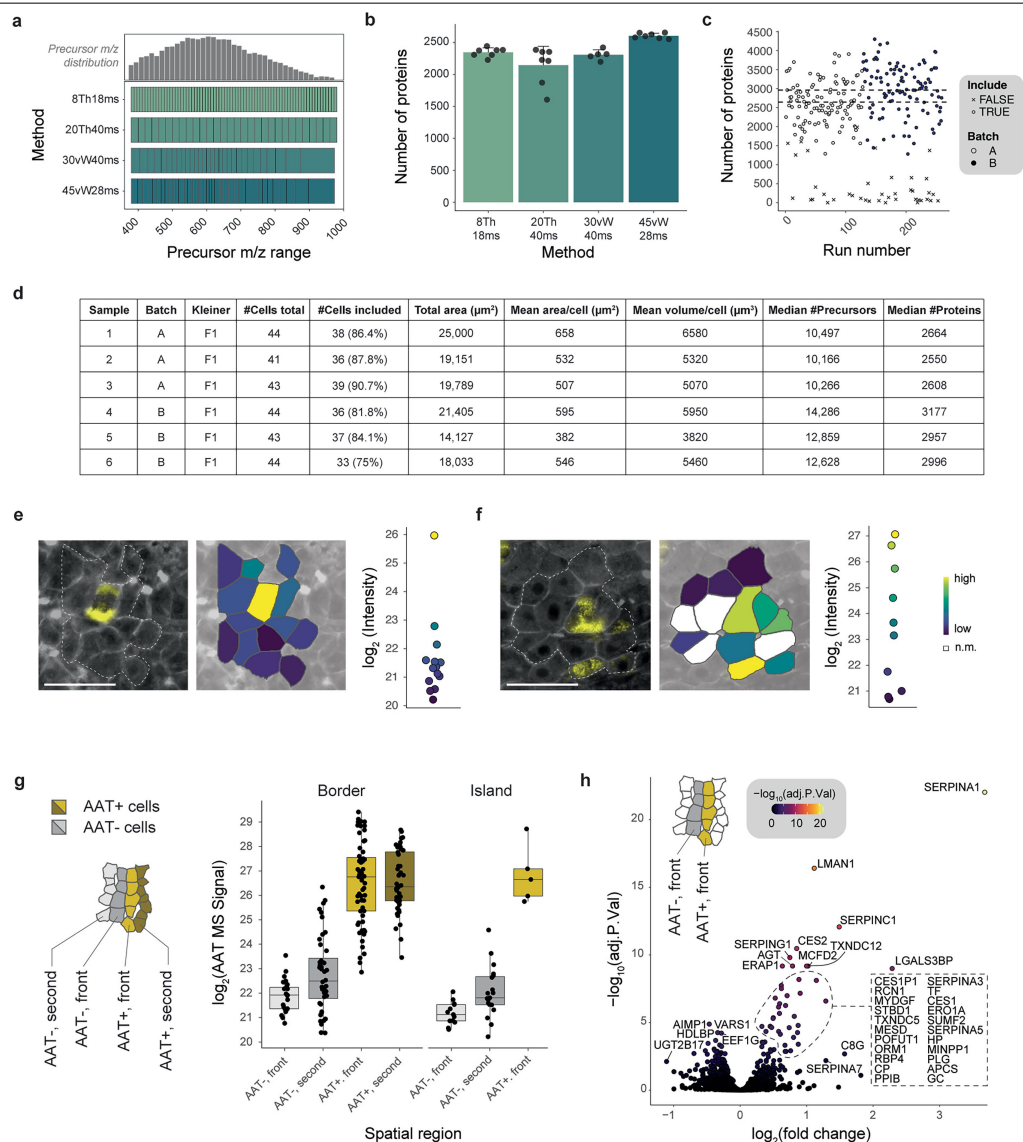 a
Precursor m/z
distribution
Method
8Th18ms
20Th40ms
30vW40ms
45vW28ms
400 500 600 700 800 900 1000
Precursor m/z range
b
Number of proteins
2500
2000
1500
1000
500
0
8Th 20Th 30vW 45vW
18ms 40ms 40ms 28ms
Method
c
Number of proteins
4500
4000
3500
3000
2500
2000
1500
1000
500
0
0 100 200
Run number
Include
× FALSE
○ TRUE
Batch
○ A
● B
d
Sample Batch Kleiner #Cells total #Cells included Total area (µm²) Mean area/cell (µm²) Mean volume/cell (µm³) Median #Precursors Median #Proteins
1 A F1 44 38 (86.4%) 25,000 658 6580 10,497 2664
2 A F1 41 36 (87.8%) 19,151 532 5320 10,166 2550
3 A F1 43 39 (90.7%) 19,789 507 5070 10,266 2608
4 B F1 44 36 (81.8%) 21,405 595 5950 14,286 3177
5 B F1 43 37 (84.1%) 14,127 382 3820 12,859 2957
6 B F1 44 33 (75%) 18,033 546 5460 12,628 2996
e
log₂ (Intensity)
26
25
24
23
22
21
20
f
log₂ (Intensity)
27
26
25
24
23
22
21
high
low
n.m.
g
AAT+ cells
AAT- cells
AAT-, second
AAT-, front
AAT+, front
AAT+, second
Border Island
log₂(AAT MS Signal)
29
28
27
26
25
24
23
22
21
20
AAT-, front
AAT-, second
AAT+, front
AAT+, second
AAT-, front
AAT-, second
AAT+, front
Spatial region
h
AAT-, front
AAT+, front
−log₁₀(adj.P.Val)
0 10 20
−log₁₀(adj.P.Val)
20
15
10
5
0
SERPINA1
LMAN1
SERPINC1
CES2
TXNDC12
SERPING1
AGT
MCFD2
ERAP1
LGALS3BP
AIMP1
VARS1
HDLBP
EEF1G
UGT2B17
C8G
SERPINA7
CES1P1 SERPINA3
RCN1 TF
MYDGF CES1
STBD1 ERO1A
TXNDC5 SUMF2
MESD SERPINA5
POFUT1 HP
ORM1 MINPP1
RBP4 PLG
CP APCS
PPIB GC
−1 0 1 2 3
log₂(fold change)